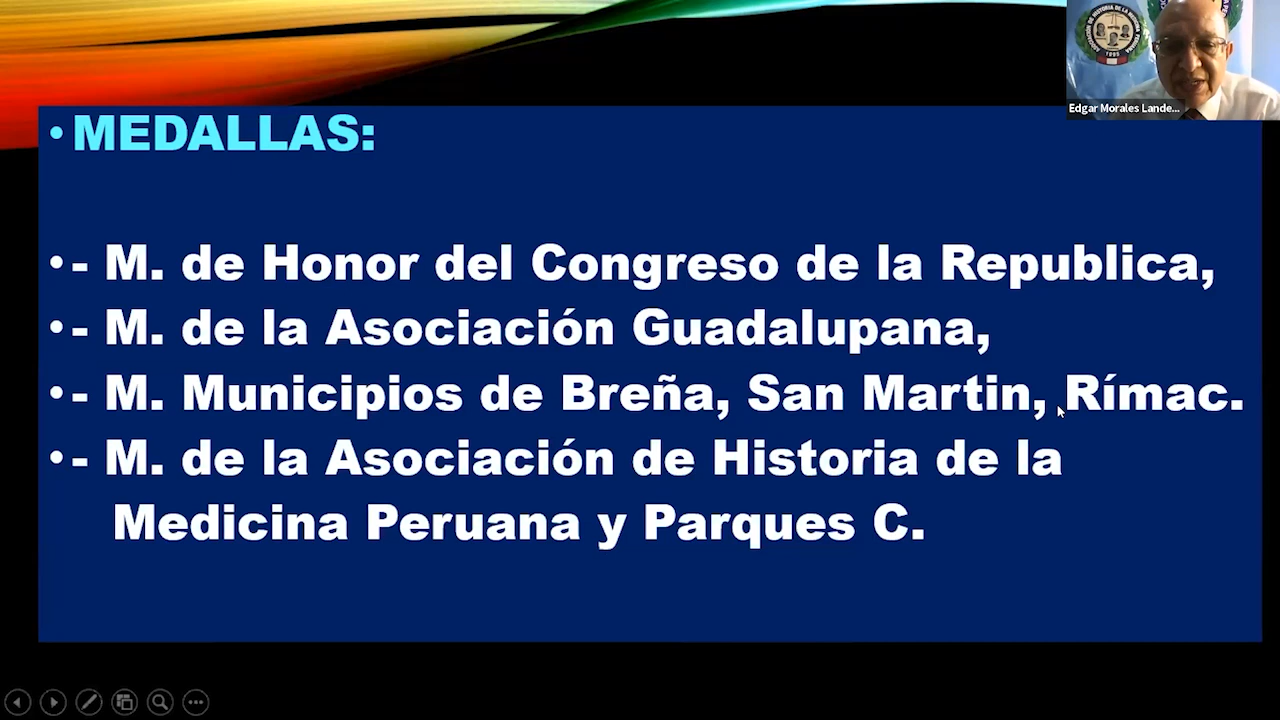 • MEDALLAS:
• - M. de Honor del Congreso de la Republica,
• - M. de la Asociación Guadalupana,
• - M. Municipios de Breña, San Martin, Rímac.
• - M. de la Asociación de Historia de la
Medicina Peruana y Parques C.
Edgar Morales Lande...